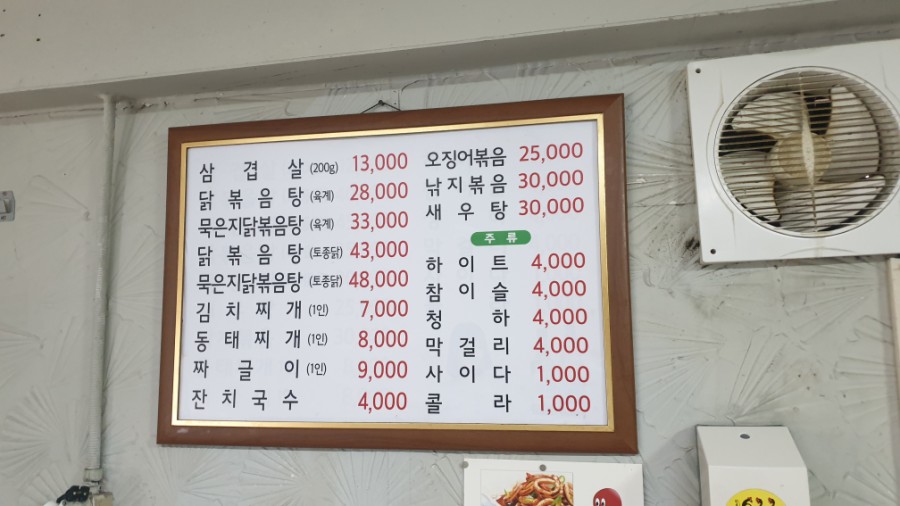 삼겹살 (200g) 13,000
닭볶음탕 (육계) 28,000
묵은지닭볶음탕 (육계) 33,000
닭볶음탕 (토종닭) 43,000
묵은지닭볶음탕 (토종닭) 48,000
김치찌개 (1인) 7,000
동태찌개 (1인) 8,000
짜글이 (1인) 9,000
잔치국수 4,000
오징어볶음 25,000
낚지볶음 30,000
새우탕 30,000
주류
하이트 4,000
참이슬 4,000
청하 4,000
막걸리 4,000
사이다 1,000
콜라 1,000